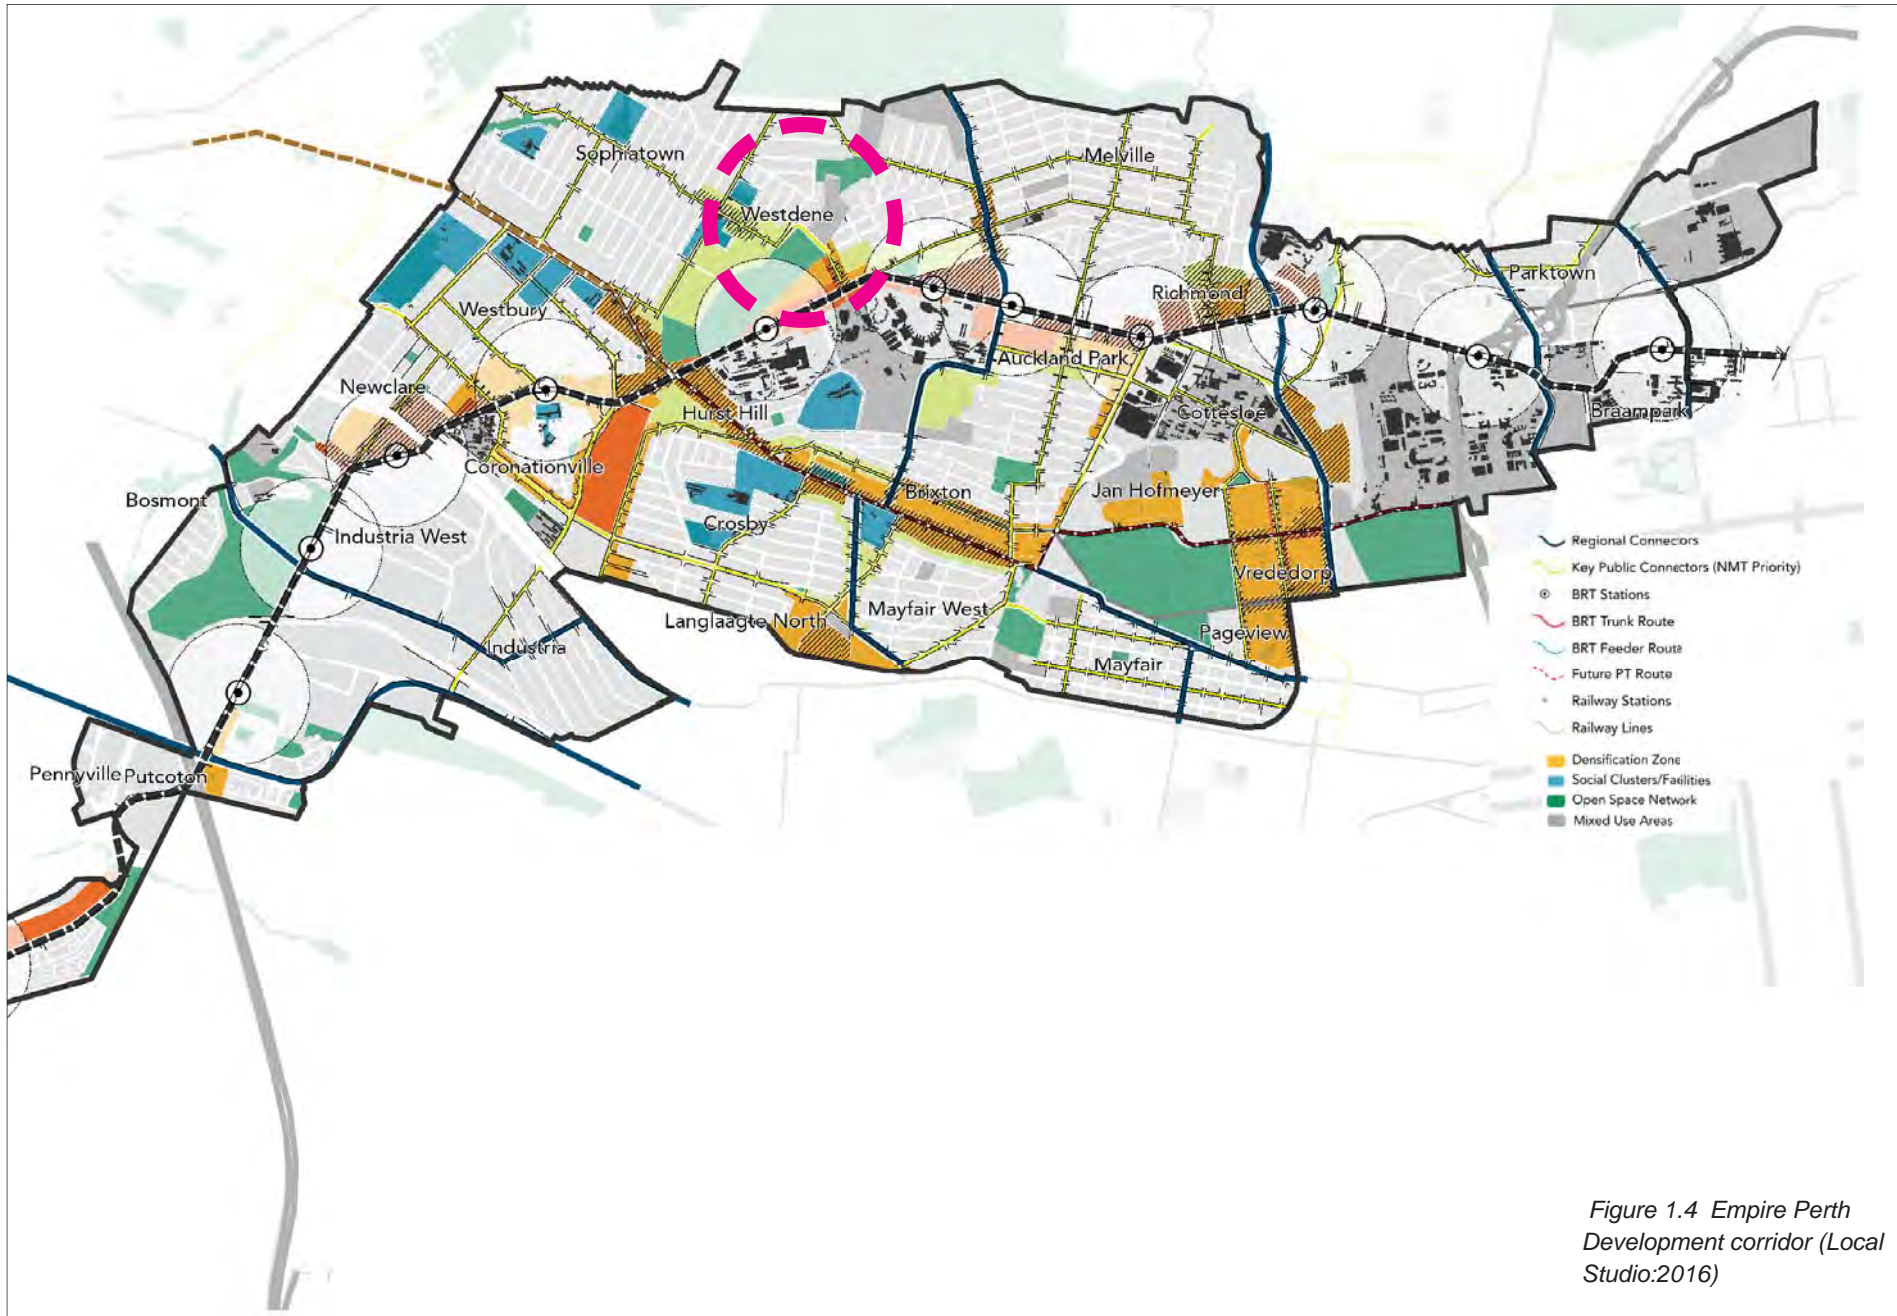 Sophiatown
Melville
Westdene
Parktown
Richmond
Westbury
Auckland Park
Newclare
Hurst Hill
Cottesloe
Braampark
Coronationville
Bosmont
Brixton
Jan Hofmeyer
Crosby
Industria West
Vrededorp
Mayfair West
Langlaagte North
Pageview
Industria
Mayfair
Pennyville
Putcoton
Regional Connectors
Key Public Connectors (NMT Priority)
BRT Stations
BRT Trunk Route
BRT Feeder Route
Future PT Route
Railway Stations
Railway Lines
Densification Zone
Social Clusters/Facilities
Open Space Network
Mixed Use Areas
Figure 1.4 Empire Perth
Development corridor (Local
Studio:2016)